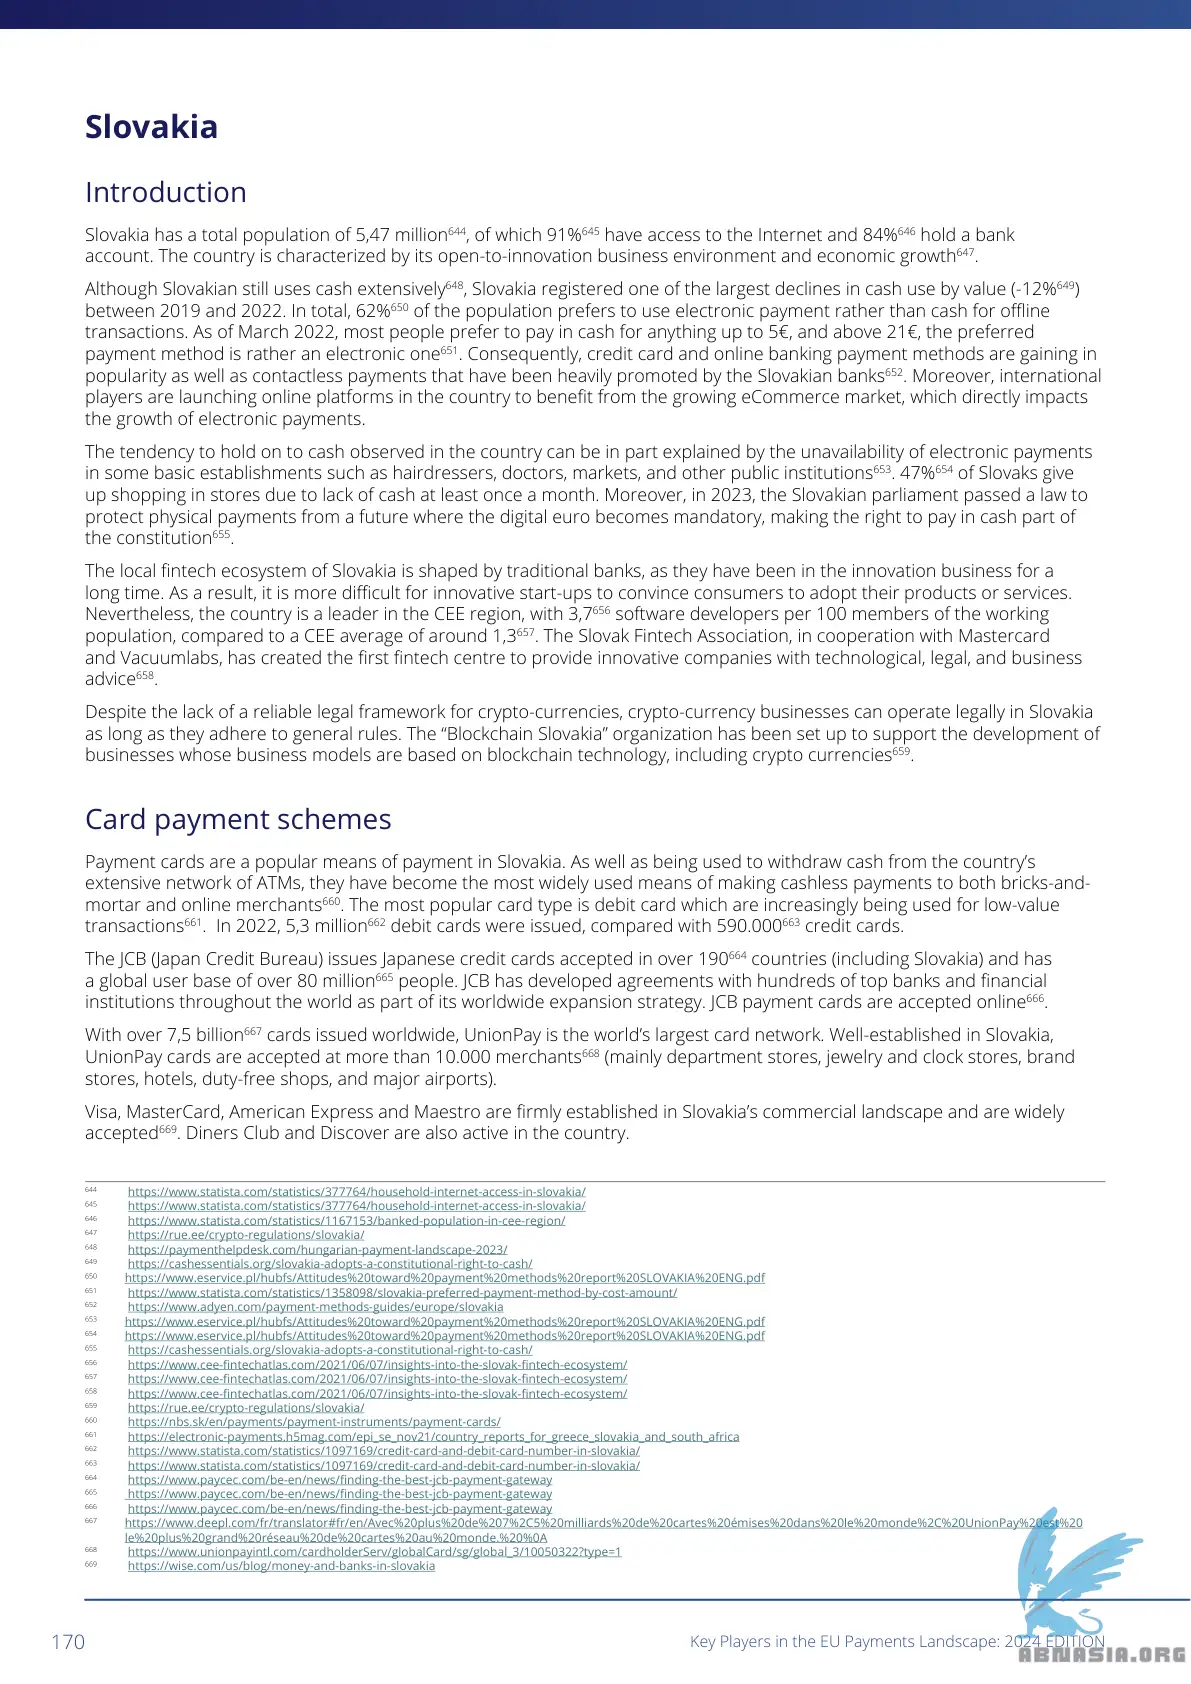 Slovakia
Introduction
Slovakia has a total population of 5,47 million644, of which 91%645 have access to the Internet and 84%646 hold a bank
account. The country is characterized by its open-to-innovation business environment and economic growth647.
Although Slovakian still uses cash extensively648, Slovakia registered one of the largest declines in cash use by value (-12%649)
between 2019 and 2022. In total, 62%650 of the population prefers to use electronic payment rather than cash for offline
transactions. As of March 2022, most people prefer to pay in cash for anything up to 5€, and above 21€, the preferred
payment method is rather an electronic one651. Consequently, credit card and online banking payment methods are gaining in
popularity as well as contactless payments that have been heavily promoted by the Slovakian banks652. Moreover, international
players are launching online platforms in the country to benefit from the growing eCommerce market, which directly impacts
the growth of electronic payments.
The tendency to hold on to cash observed in the country can be in part explained by the unavailability of electronic payments
in some basic establishments such as hairdressers, doctors, markets, and other public institutions653. 47%654 of Slovaks give
up shopping in stores due to lack of cash at least once a month. Moreover, in 2023, the Slovakian parliament passed a law to
protect physical payments from a future where the digital euro becomes mandatory, making the right to pay in cash part of
the constitution655.
The local fintech ecosystem of Slovakia is shaped by traditional banks, as they have been in the innovation business for a
long time. As a result, it is more difficult for innovative start-ups to convince consumers to adopt their products or services.
Nevertheless, the country is a leader in the CEE region, with 3,7656 software developers per 100 members of the working
population, compared to a CEE average of around 1,3657. The Slovak Fintech Association, in cooperation with Mastercard
and Vacuumlabs, has created the first fintech centre to provide innovative companies with technological, legal, and business
advice658.
Despite the lack of a reliable legal framework for crypto-currencies, crypto-currency businesses can operate legally in Slovakia
as long as they adhere to general rules. The “Blockchain Slovakia” organization has been set up to support the development of
businesses whose business models are based on blockchain technology, including crypto currencies659.
Card payment schemes
Payment cards are a popular means of payment in Slovakia. As well as being used to withdraw cash from the country’s
extensive network of ATMs, they have become the most widely used means of making cashless payments to both bricks-and-
mortar and online merchants660. The most popular card type is debit card which are increasingly being used for low-value
transactions661.  In 2022, 5,3 million662 debit cards were issued, compared with 590.000663 credit cards.
The JCB (Japan Credit Bureau) issues Japanese credit cards accepted in over 190664 countries (including Slovakia) and has
a global user base of over 80 million665 people. JCB has developed agreements with hundreds of top banks and financial
institutions throughout the world as part of its worldwide expansion strategy. JCB payment cards are accepted online666.
With over 7,5 billion667 cards issued worldwide, UnionPay is the world’s largest card network. Well-established in Slovakia,
UnionPay cards are accepted at more than 10.000 merchants668 (mainly department stores, jewelry and clock stores, brand
stores, hotels, duty-free shops, and major airports).
Visa, MasterCard, American Express and Maestro are firmly established in Slovakia’s commercial landscape and are widely
accepted669. Diners Club and Discover are also active in the country.
644 https://www.statista.com/statistics/377764/household-internet-access-in-slovakia/
645 https://www.statista.com/statistics/377764/household-internet-access-in-slovakia/
646 https://www.statista.com/statistics/1167153/banked-population-in-cee-region/
647 https://rue.ee/crypto-regulations/slovakia/
648 https://paymenthelpdesk.com/hungarian-payment-landscape-2023/
649 https://cashessentials.org/slovakia-adopts-a-constitutional-right-to-cash/
650 https://www.eservice.pl/hubfs/Attitudes%20toward%20payment%20methods%20report%20SLOVAKIA%20ENG.pdf
651 https://www.statista.com/statistics/1358098/slovakia-preferred-payment-method-by-cost-amount/
652 https://www.adyen.com/payment-methods-guides/europe/slovakia
653 https://www.eservice.pl/hubfs/Attitudes%20toward%20payment%20methods%20report%20SLOVAKIA%20ENG.pdf
654 https://www.eservice.pl/hubfs/Attitudes%20toward%20payment%20methods%20report%20SLOVAKIA%20ENG.pdf
655 https://cashessentials.org/slovakia-adopts-a-constitutional-right-to-cash/
656 https://www.cee-fintechatlas.com/2021/06/07/insights-into-the-slovak-fintech-ecosystem/
657 https://www.cee-fintechatlas.com/2021/06/07/insights-into-the-slovak-fintech-ecosystem/
658 https://www.cee-fintechatlas.com/2021/06/07/insights-into-the-slovak-fintech-ecosystem/
659 https://rue.ee/crypto-regulations/slovakia/
660 https://nbs.sk/en/payments/payment-instruments/payment-cards/
661 https://electronic-payments.h5mag.com/epi_se_nov21/country_reports_for_greece_slovakia_and_south_africa
662 https://www.statista.com/statistics/1097169/credit-card-and-debit-card-number-in-slovakia/
663 https://www.statista.com/statistics/1097169/credit-card-and-debit-card-number-in-slovakia/
664 https://www.paycec.com/be-en/news/finding-the-best-jcb-payment-gateway
665 https://www.paycec.com/be-en/news/finding-the-best-jcb-payment-gateway
666 https://www.paycec.com/be-en/news/finding-the-best-jcb-payment-gateway
667 https://www.deepl.com/fr/translator#fr/en/Avec%20plus%20de%207%2C5%20milliards%20de%20cartes%20émises%20dans%20le%20monde%2C%20UnionPay%20est%20
le%20plus%20grand%20réseau%20de%20cartes%20au%20monde.%20%0A
668 https://www.unionpayintl.com/cardholderServ/globalCard/sg/global_3/10050322?type=1
669 https://wise.com/us/blog/money-and-banks-in-slovakia
170
Key Players in the EU Payments Landscape: 2024 EDITION
ABNASIA.ORG